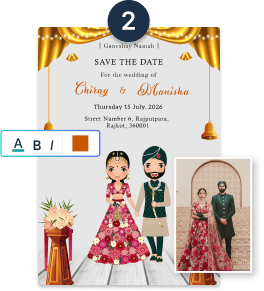 2
| Ganeshay Namah |
SAVE THE DATE
For the wedding of
Chirag & Manisha
Thursday 15 July, 2026
Street Number 6, Rajputpara,
Rajkot, 360001
A B I